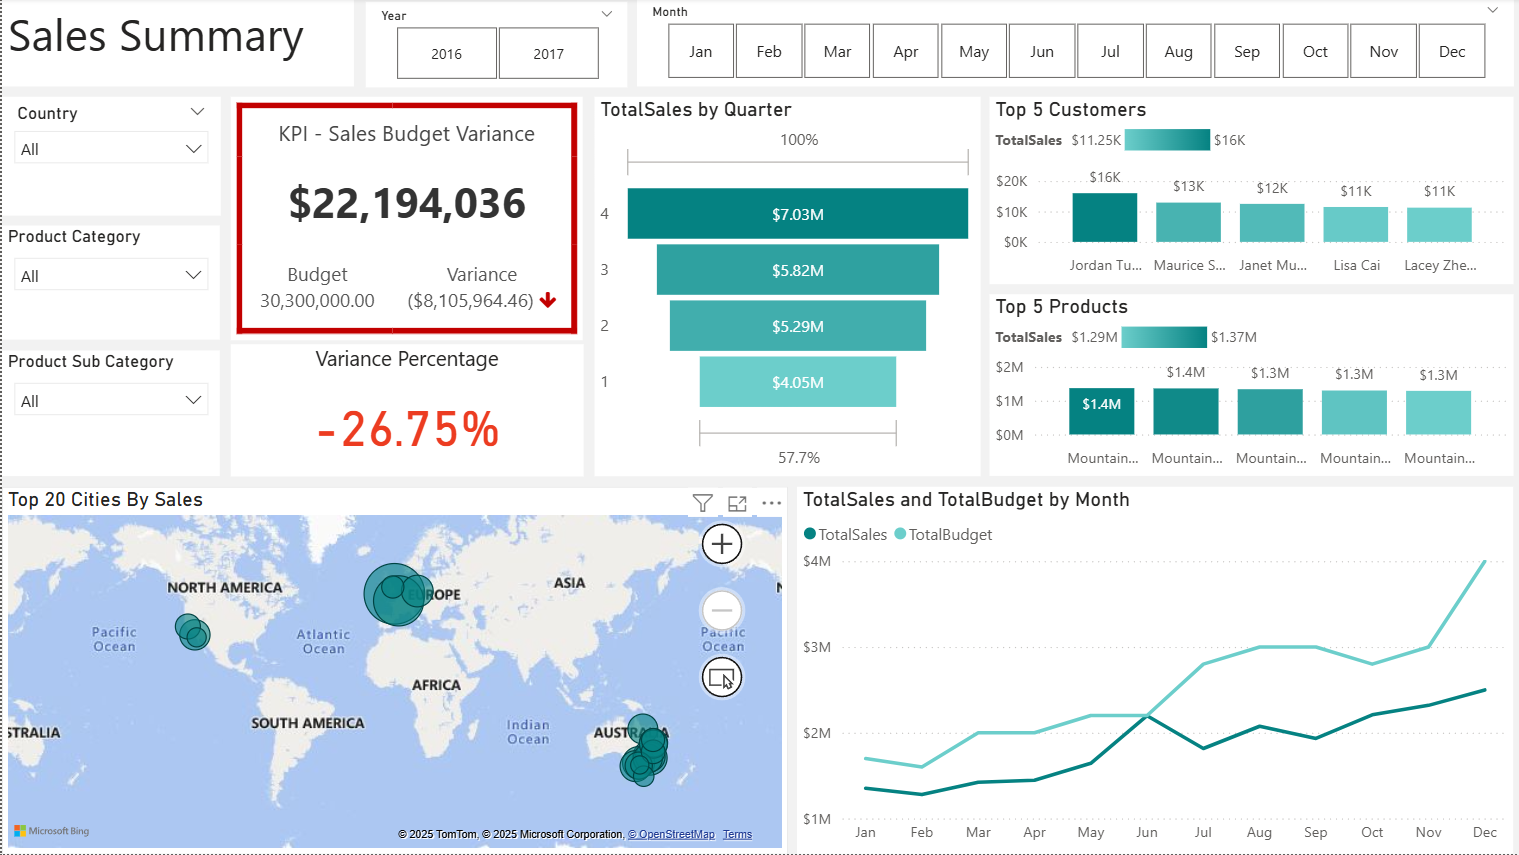 Sales Summary
Year
2016
2017
Month
Jan
Feb
Mar
Apr
May
Jun
Jul
Aug
Sep
Oct
Nov
Dec
Country
All
Product Category
All
Product Sub Category
All
KPI - Sales Budget Variance
$22,194,036
Budget
Variance
30,300,000.00
($8,105,964.46)
Variance Percentage
-26.75%
TotalSales by Quarter
100%
4
$7.03M
3
$5.82M
2
$5.29M
1
$4.05M
57.7%
Top 5 Customers
TotalSales $11.25K $16K
$20K
$10K
$0K
$16K
$13K
$12K
$11K
$11K
Jordan Tu...
Maurice S...
Janet Mu...
Lisa Cai
Lacey Zhe...
Top 5 Products
TotalSales $1.29M $1.37M
$2M
$1M
$0M
$1.4M
$1.4M
$1.3M
$1.3M
$1.3M
Mountain...
Mountain...
Mountain...
Mountain...
Mountain...
Top 20 Cities By Sales
NORTH AMERICA
EUROPE
ASIA
Pacific
Ocean
Atlantic
Ocean
Pacific
Ocean
AFRICA
SOUTH AMERICA
Indian
Ocean
STRALIA
AUSTRALIA
N
Microsoft Bing
© 2025 TomTom, © 2025 Microsoft Corporation, © OpenStreetMap Terms
TotalSales and TotalBudget by Month
TotalSales TotalBudget
$4M
$3M
$2M
$1M
Jan
Feb
Mar
Apr
May
Jun
Jul
Aug
Sep
Oct
Nov
Dec